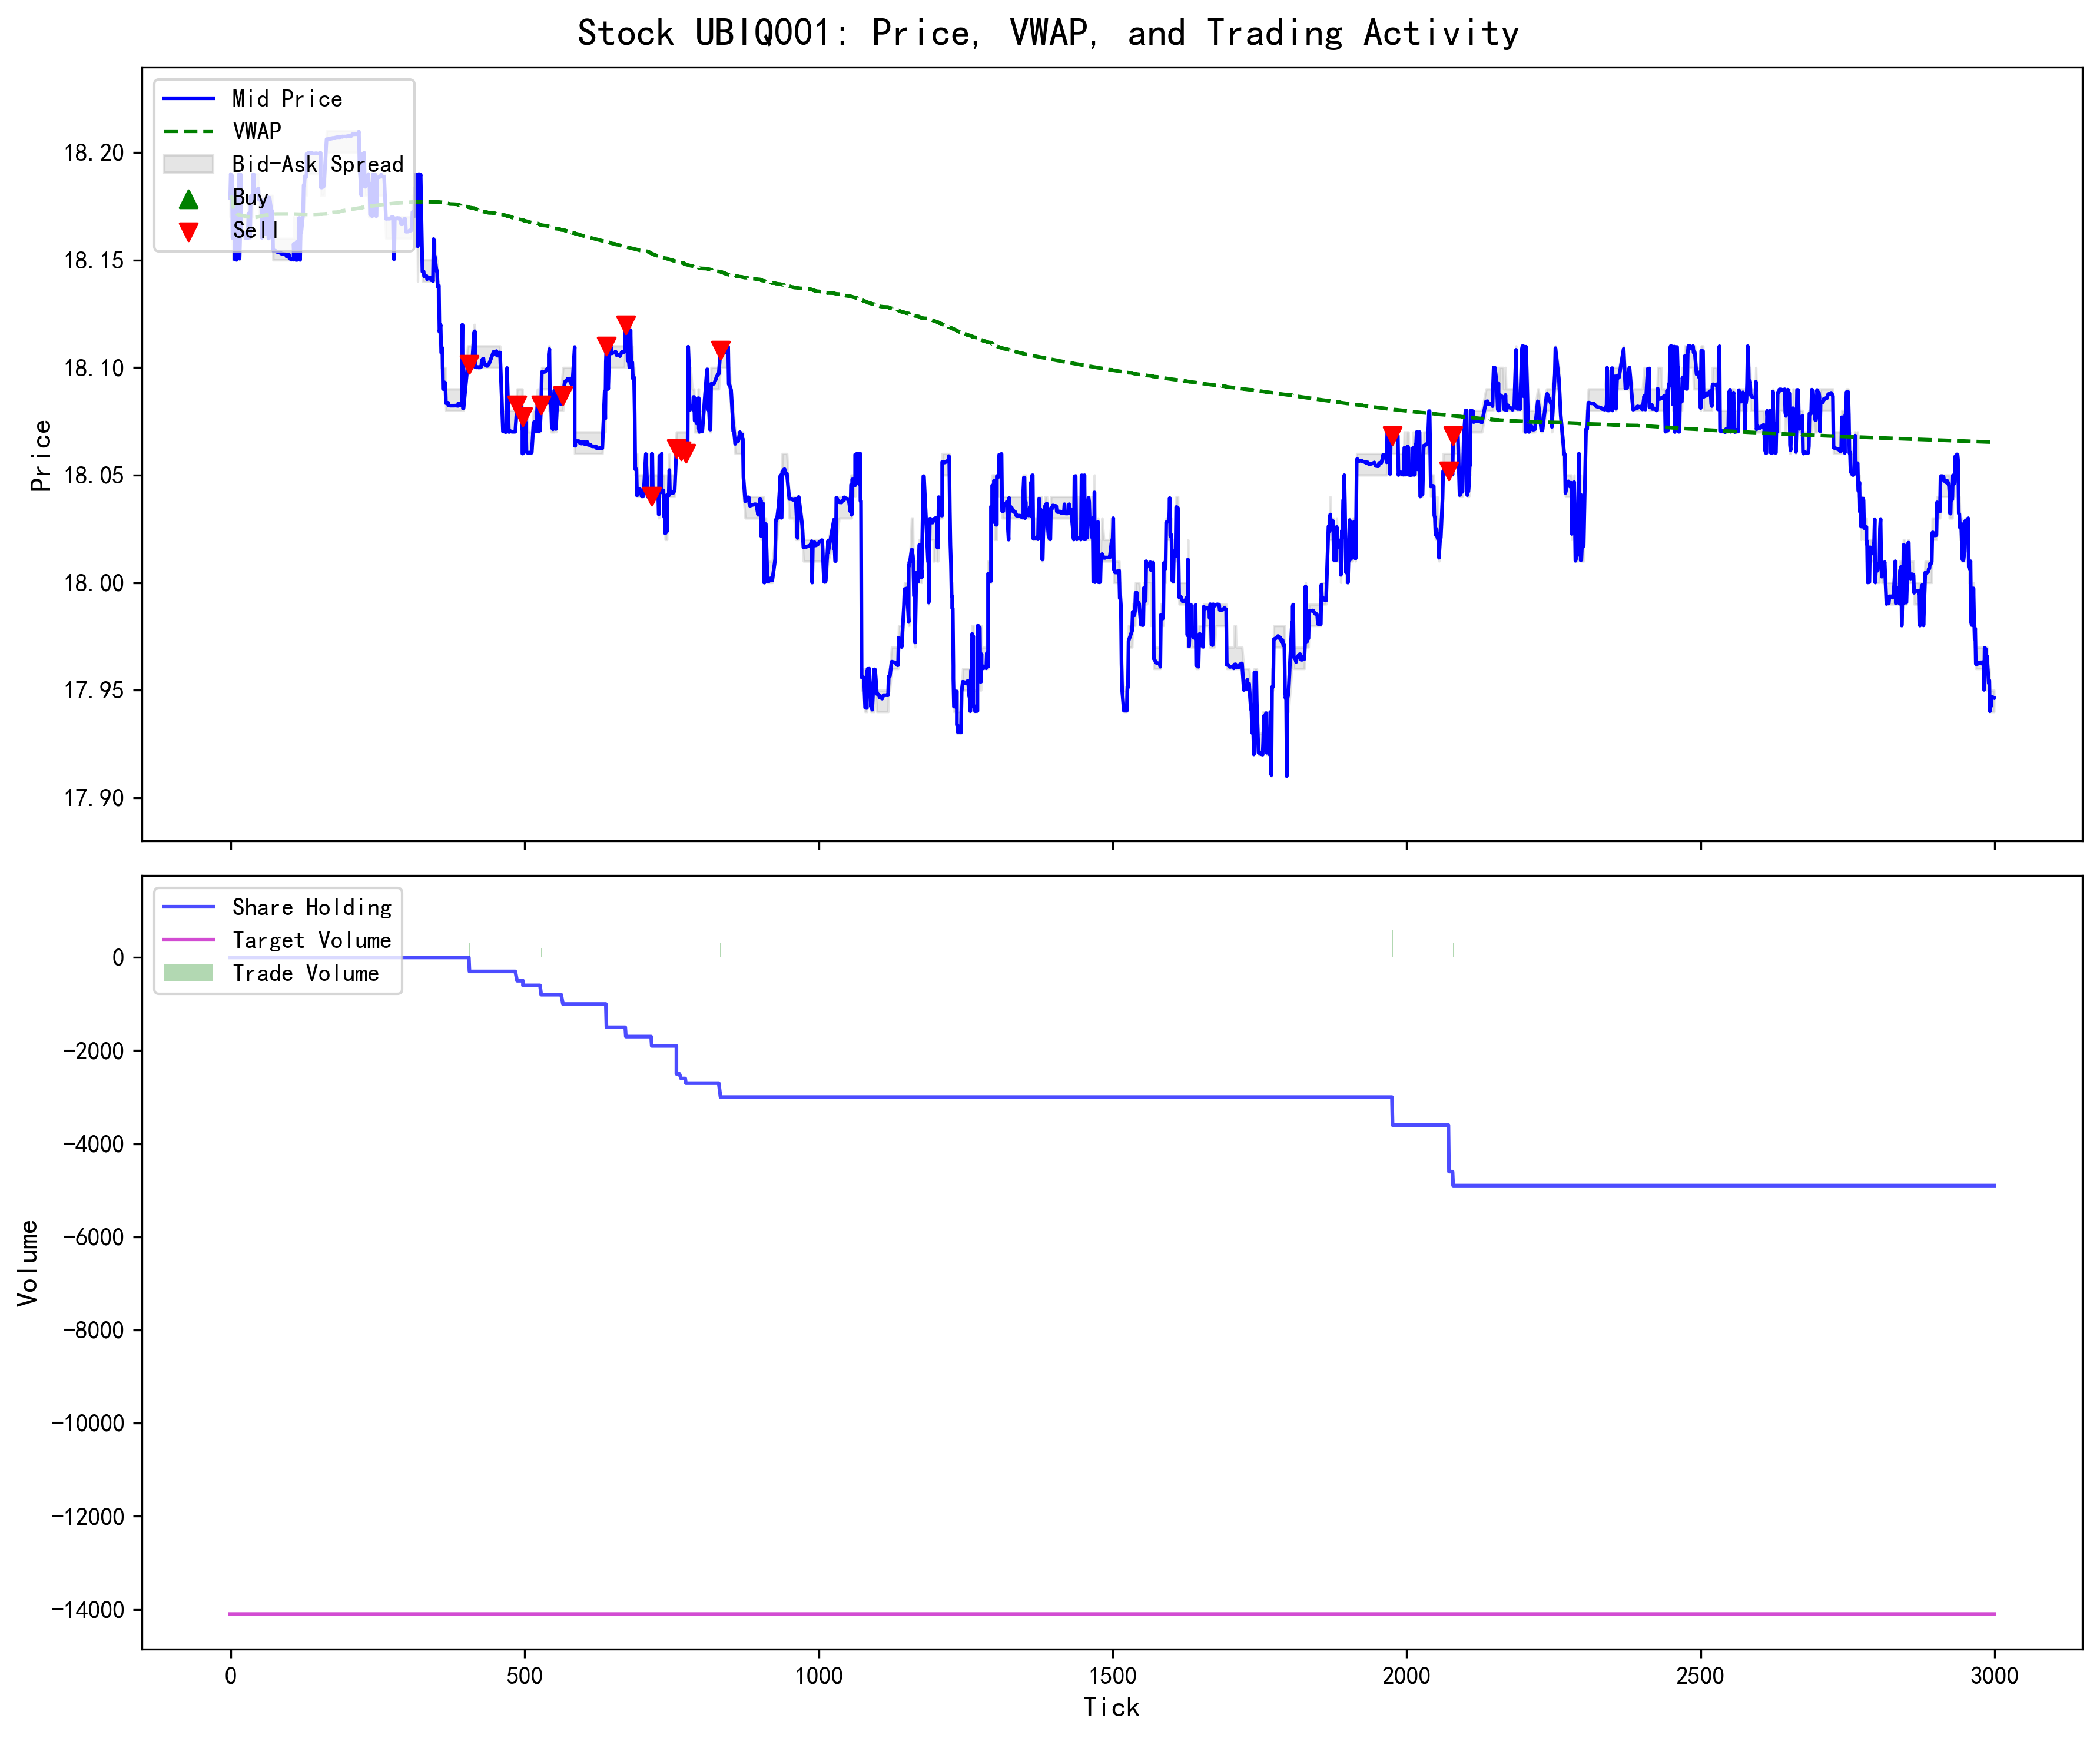 Stock UBIQ001: Price, VWAP, and Trading Activity
Mid Price
VWAP
Bid-Ask Spread
Buy
Sell
Price
18.20
18.15
18.10
18.05
18.00
17.95
17.90
Share Holding
Target Volume
Trade Volume
Volume
0
-2000
-4000
-6000
-8000
-10000
-12000
-14000
0 500 1000 1500 2000 2500 3000
Tick